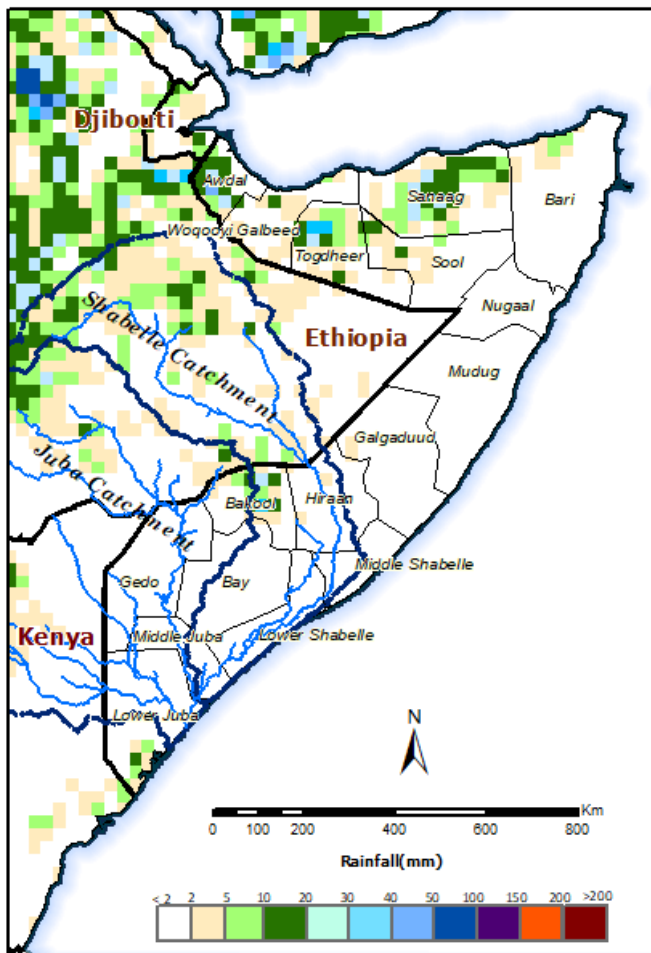 Djibouti
Awdal
Sanaag
Bari
Woqooyi Galbeed
Togdheer
Sool
Nugaal
Ethiopia
Shabelle Catchment
Mudug
Galgaduud
Juba Catchment
Bakool
Hiraan
Middle Shabelle
Gedo
Bay
Kenya
Middle Juba
Lower Shabelle
Lower Juba
N
Km
0 100 200 400 600 800
Rainfall(mm)
< 2 2 5 10 20 30 40 50 100 150 200 >200